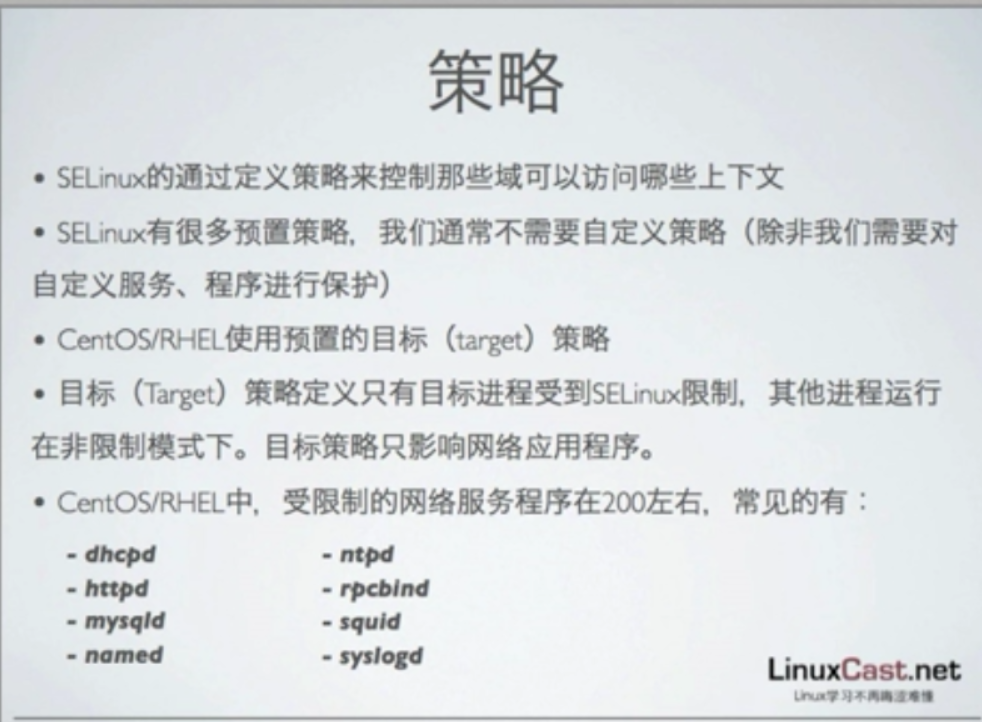 策略
• SELinux的通过定义策略来控制那些域可以访问哪些上下文
• SELinux有很多预置策略，我们通常不需要自定义策略（除非我们需要对
自定义服务、程序进行保护）
• CentOS/RHEL使用预置的目标（target）策略
• 目标（Target）策略定义只有目标进程受到SELinux限制，其他进程运行
在非限制模式下。目标策略只影响网络应用程序。
• CentOS/RHEL中，受限制的网络服务程序在200左右，常见的有：
- dhcpd
- httpd
- mysqld
- named
- ntpd
- rpcbind
- squid
- syslogd
LinuxCast.net
Linux学习不再晦涩难懂